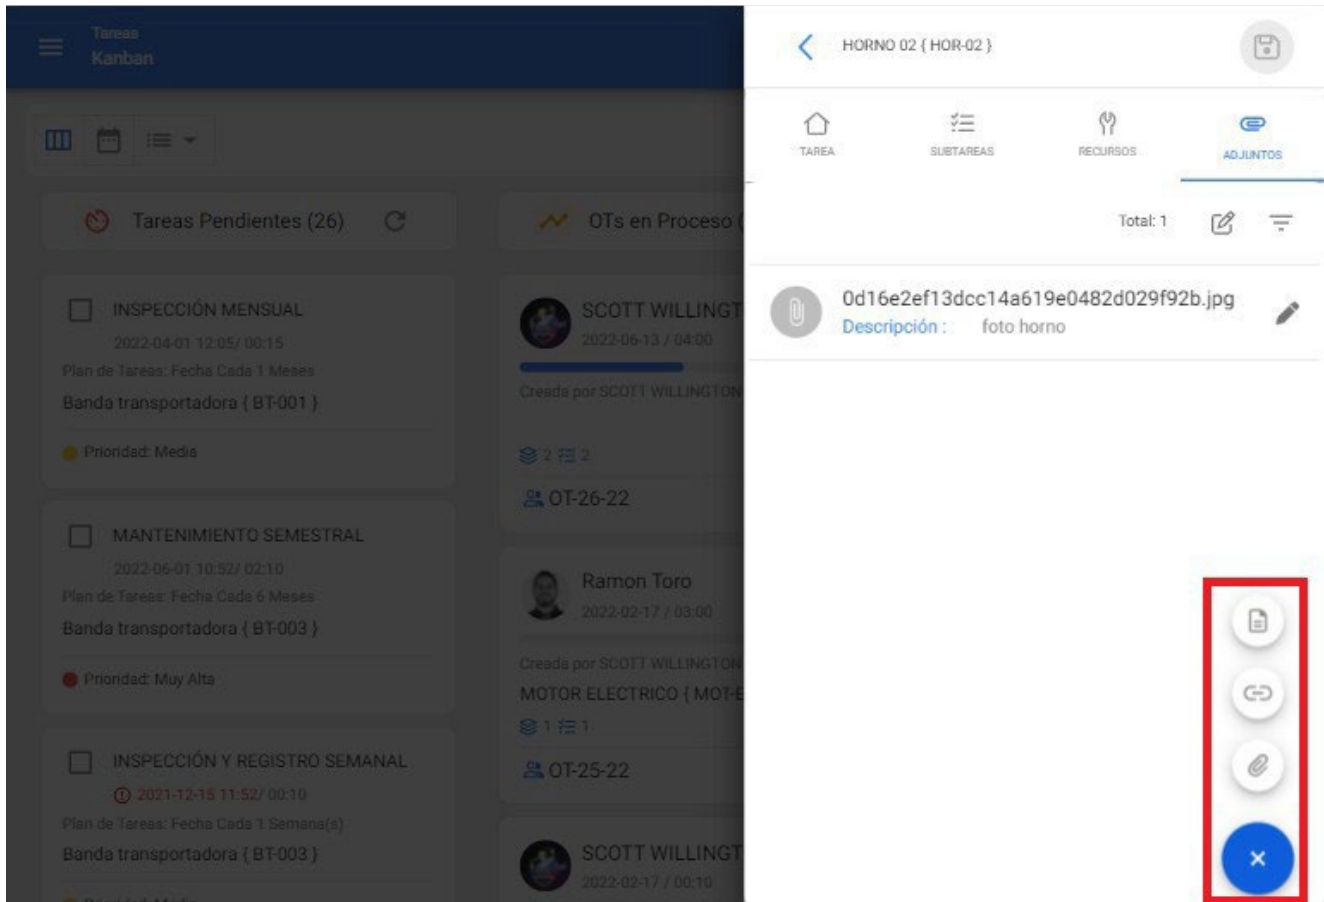 Tareas
Kanban
HORNO 02 { HOR-02 }
TAREA
SUBTAREAS
RECURSOS
ADJUNTOS
Total: 1
0d16e2ef13dcc14a619e0482d029f92b.jpg
Descripción : foto horno
Tareas Pendientes (26)
INSPECCIÓN MENSUAL
2022-04-01 12:05/ 00:15
Plan de Tareas: Fecha Cada 1 Meses
Banda transportadora { BT-001 }
Prioridad: Media
MANTENIMIENTO SEMESTRAL
2022-06-01 10:52/ 02:10
Plan de Tareas: Fecha Cada 6 Meses
Banda transportadora { BT-003 }
Prioridad: Muy Alta
INSPECCIÓN Y REGISTRO SEMANAL
2021-12-15 11:52/ 00:10
Plan de Tareas: Fecha Cada 1 Semana(s)
Banda transportadora { BT-003 }
OTs en Proceso (
SCOTT WILLINGT
2022-06-13 / 04:00
Creada por SCOTT WILLINGTON
2 2
OT-26-22
Ramon Toro
2022-02-17 / 03:00
Creada por SCOTT WILLINGTON
MOTOR ELECTRICO { MOT-E
1 1
OT-25-22
SCOTT WILLINGT
2022-02-17 / 00:10